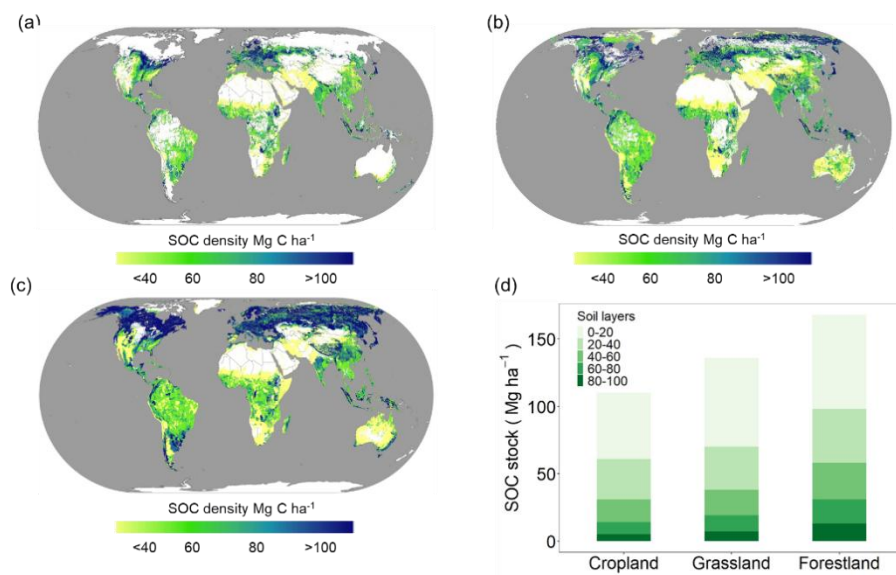 (a)
(b)
SOC density Mg C ha⁻¹
<40 60 80 >100
SOC density Mg C ha⁻¹
<40 60 80 >100
(c)
(d)
SOC density Mg C ha⁻¹
<40 60 80 >100
Soil layers
0-20
20-40
40-60
60-80
80-100
SOC stock ( Mg ha⁻¹ )
150
100
50
0
Cropland Grassland Forestland